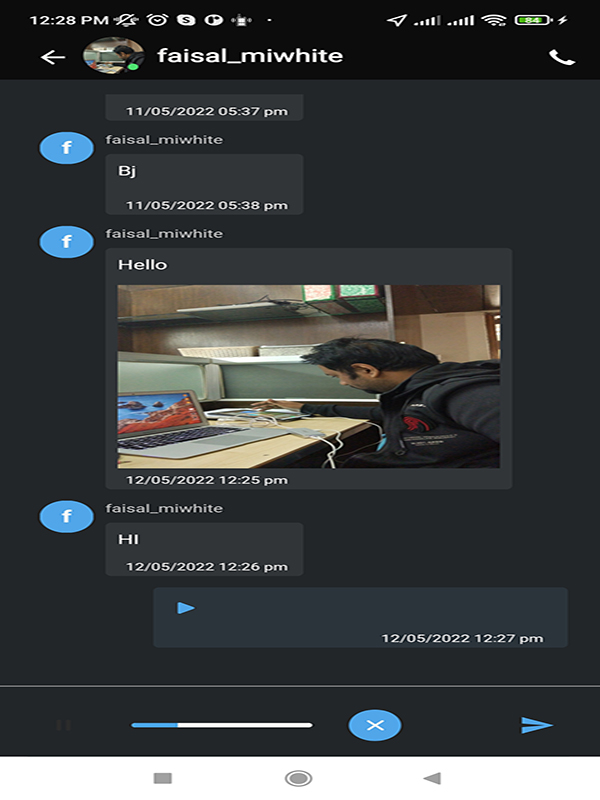 12:28 PM
84
faisal_miwhite
11/05/2022 05:37 pm
faisal_miwhite
f
Bj
11/05/2022 05:38 pm
faisal_miwhite
f
Hello
12/05/2022 12:25 pm
faisal_miwhite
f
HI
12/05/2022 12:26 pm
12/05/2022 12:27 pm